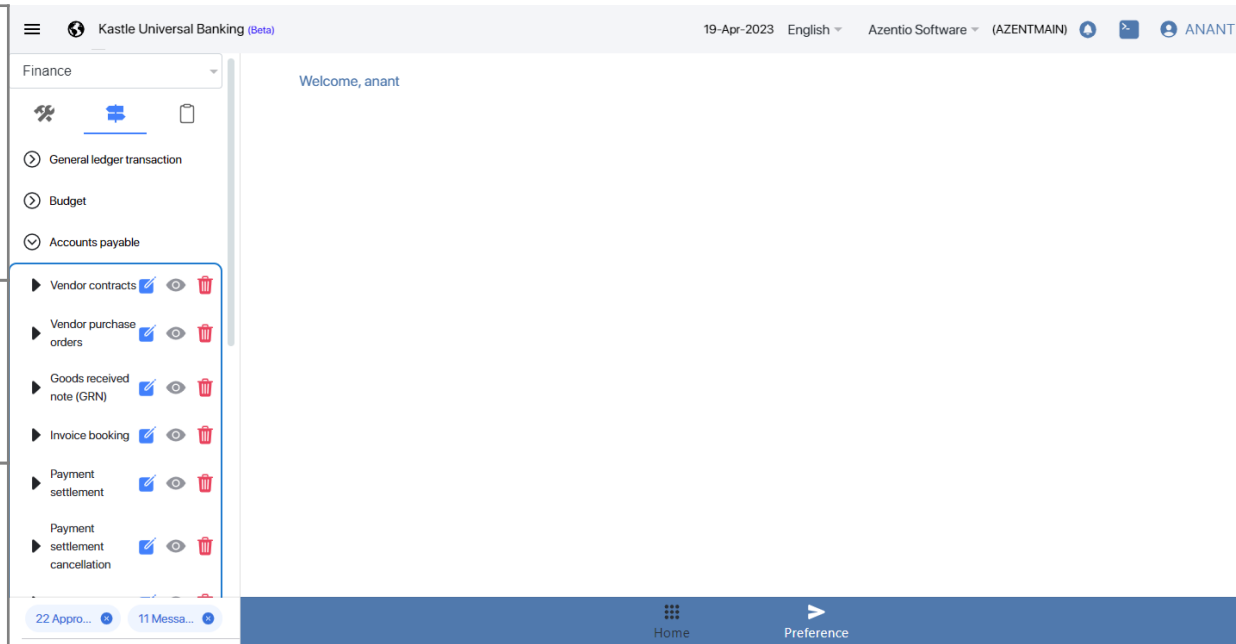 Kastle Universal Banking (Beta)
19-Apr-2023 English Azentio Software (AZENTMAIN) ANANT
Finance
Welcome, anant
General ledger transaction
Budget
Accounts payable
Vendor contracts
Vendor purchase
orders
Goods received
note (GRN)
Invoice booking
Payment
settlement
Payment
settlement
cancellation
22 Appro...
11 Messa...
Home
Preference